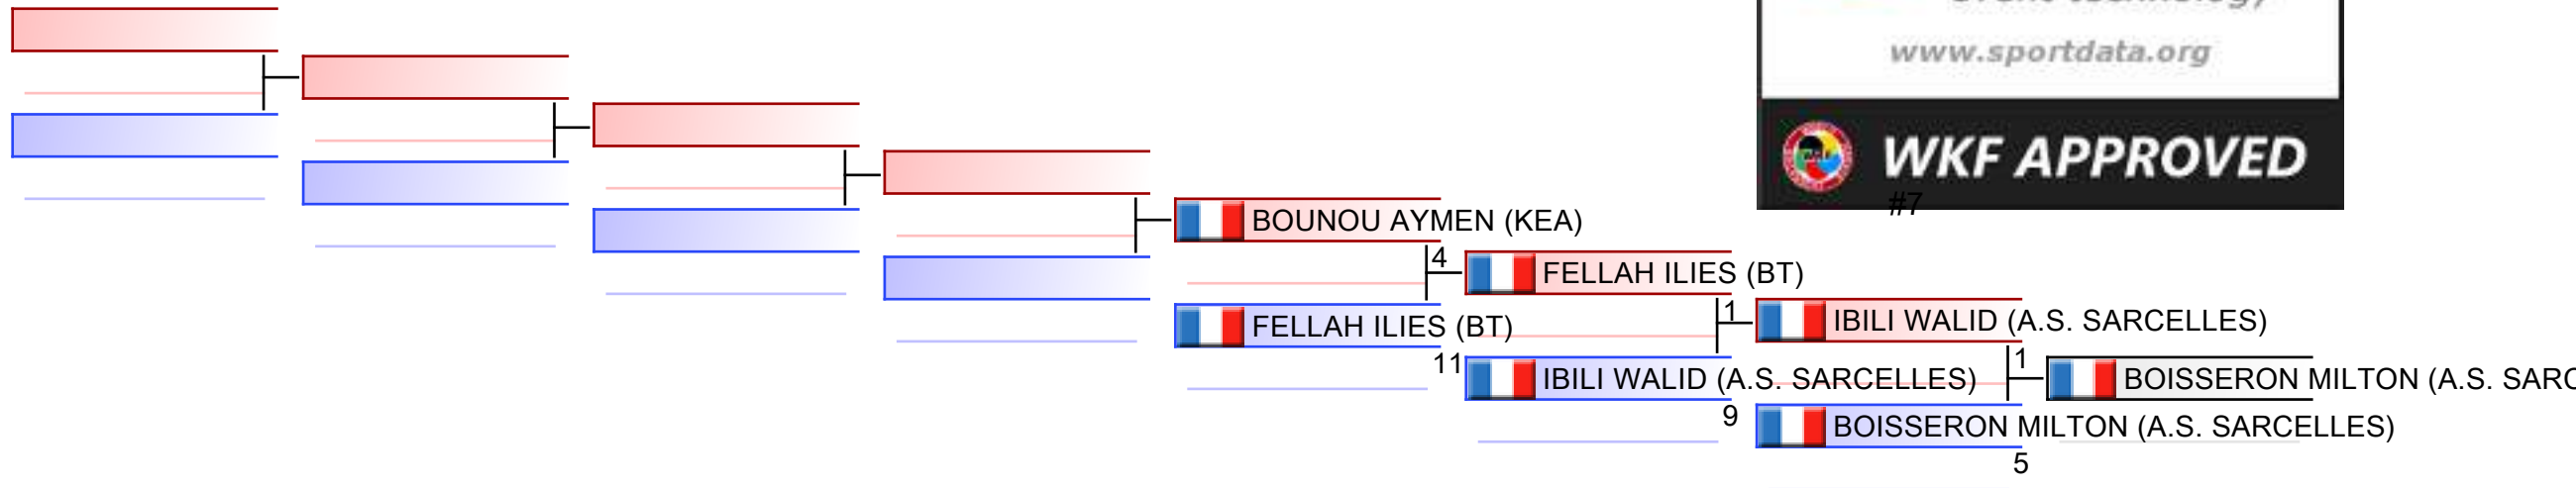 www.sportdata.org
WKF APPROVED
#7
BOUNOU AYMEN (KEA)
4
FELLAH ILIES (BT)
1
IBILI WALID (A.S. SARCELLES)
FELLAH ILIES (BT)
11
1
IBILI WALID (A.S. SARCELLES)
BOISSERON MILTON (A.S. SARC
9
BOISSERON MILTON (A.S. SARCELLES)
5